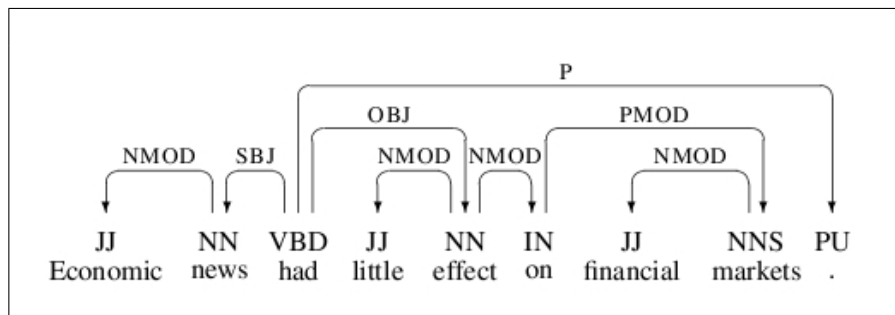 P
OBJ PMOD
NMOD SBJ NMOD NMOD NMOD
JJ NN VBD JJ NN IN JJ NNS PU
Economic news had little effect on financial markets .